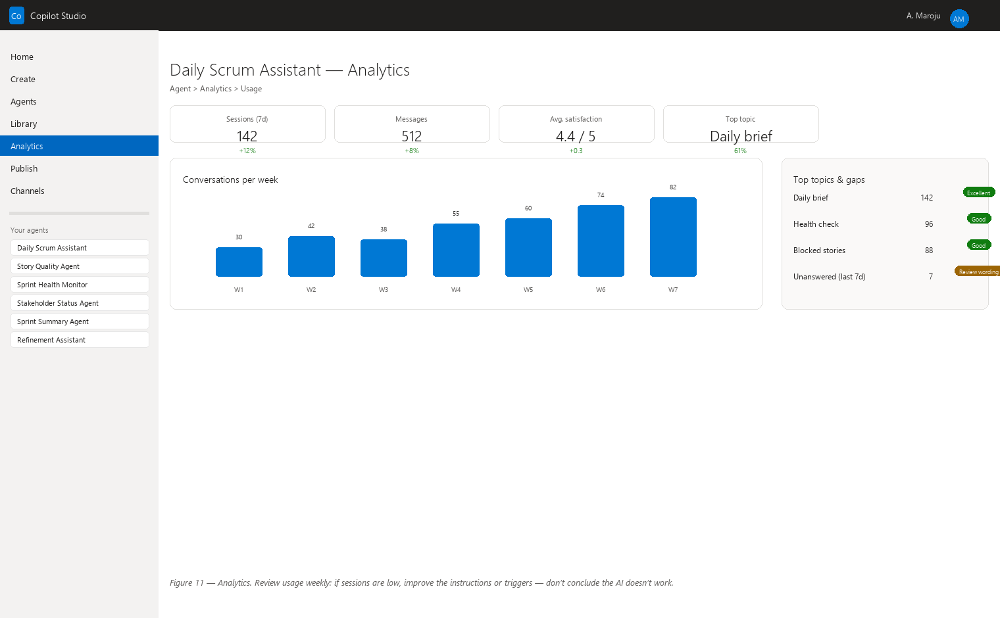 Co Copilot Studio
A. Maroju AM
Home
Create
Agents
Library
Analytics
Publish
Channels
Your agents
Daily Scrum Assistant
Story Quality Agent
Sprint Health Monitor
Stakeholder Status Agent
Sprint Summary Agent
Refinement Assistant
Daily Scrum Assistant — Analytics
Agent > Analytics > Usage
Sessions (7d)
142
+12%
Messages
512
+8%
Avg. satisfaction
4.4 / 5
+0.3
Top topic
Daily brief
61%
Conversations per week
30 42 38 55 60 74 82
W1 W2 W3 W4 W5 W6 W7
Top topics & gaps
Daily brief 142 Excellent
Health check 96 Good
Blocked stories 88 Good
Unanswered (last 7d) 7 Review wording
Figure 11 — Analytics. Review usage weekly: if sessions are low, improve the instructions or triggers — don't conclude the AI doesn't work.